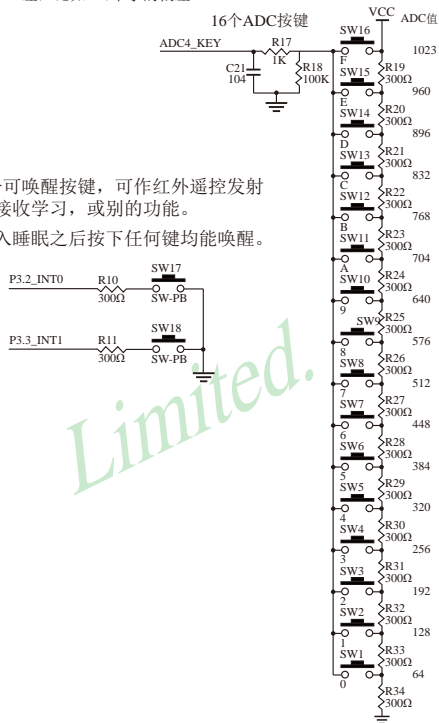 16个ADC按键
VCC
ADC值
ADC4_KEY
R17
1K
C21
104
R18
100K
SW16
F
1023
R19
300Ω
SW15
E
960
R20
300Ω
SW14
D
896
R21
300Ω
SW13
C
832
R22
300Ω
SW12
B
768
R23
300Ω
SW11
A
704
R24
300Ω
SW10
9
640
R25
300Ω
SW9
8
576
R26
300Ω
SW8
7
512
R27
300Ω
SW7
6
448
R28
300Ω
SW6
5
384
R29
300Ω
SW5
4
320
R30
300Ω
SW4
3
256
R31
300Ω
SW3
2
192
R32
300Ω
SW2
1
128
R33
300Ω
SW1
0
64
R34
300Ω
可唤醒按键，可作红外遥控发射
接收学习，或别的功能。
入睡眠之后按下任何键均能唤醒。
P3.2_INT0
R10
300Ω
SW17
SW-PB
P3.3_INT1
R11
300Ω
SW18
SW-PB
Limited.